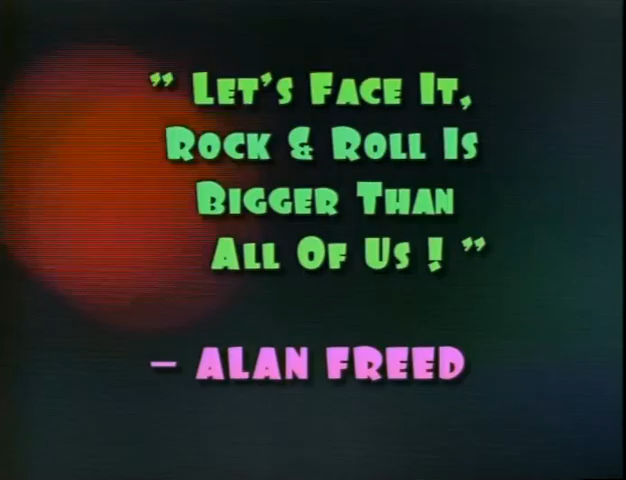 ” Let's Face It,
Rock & Roll Is
Bigger Than
All Of Us ! ”
– ALAN FREED